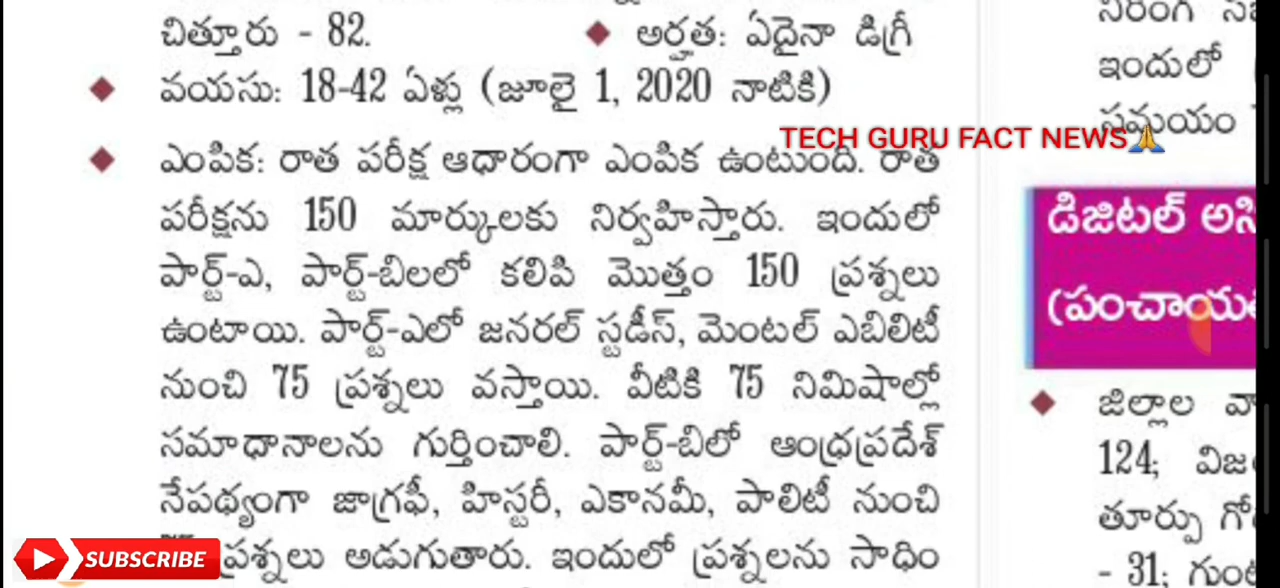 చిత్తూరు - 82. ◆ అర్హత: ఏదైనా డిగ్రీ
◆ వయసు: 18-42 ఏళ్లు (జూలై 1, 2020 నాటికి)
TECH GURU FACT NEWS🙏
◆ ఎంపిక: రాత పరీక్ష ఆధారంగా ఎంపిక ఉంటుంది. రాత
పరీక్షను 150 మార్కులకు నిర్వహిస్తారు. ఇందులో
పార్ట్-ఎ, పార్ట్-బిలలో కలిపి మొత్తం 150 ప్రశ్నలు
ఉంటాయి. పార్ట్-ఎలో జనరల్ స్టడీస్, మెంటల్ ఎబిలిటీ
నుంచి 75 ప్రశ్నలు వస్తాయి. వీటికి 75 నిమిషాల్లో
సమాధానాలను గుర్తించాలి. పార్ట్-బిలో ఆంధ్రప్రదేశ్
నేపథ్యంగా జాగ్రఫీ, హిస్టరీ, ఎకానమీ, పాలిటీ నుంచి
ప్రశ్నలు అడుగుతారు. ఇందులో ప్రశ్నలను సాధిం
SUBSCRIBE
ఇందులో
సమయం
డిజిటల్
◆ జిల్లాల
124;
తూర్పు
- 31;